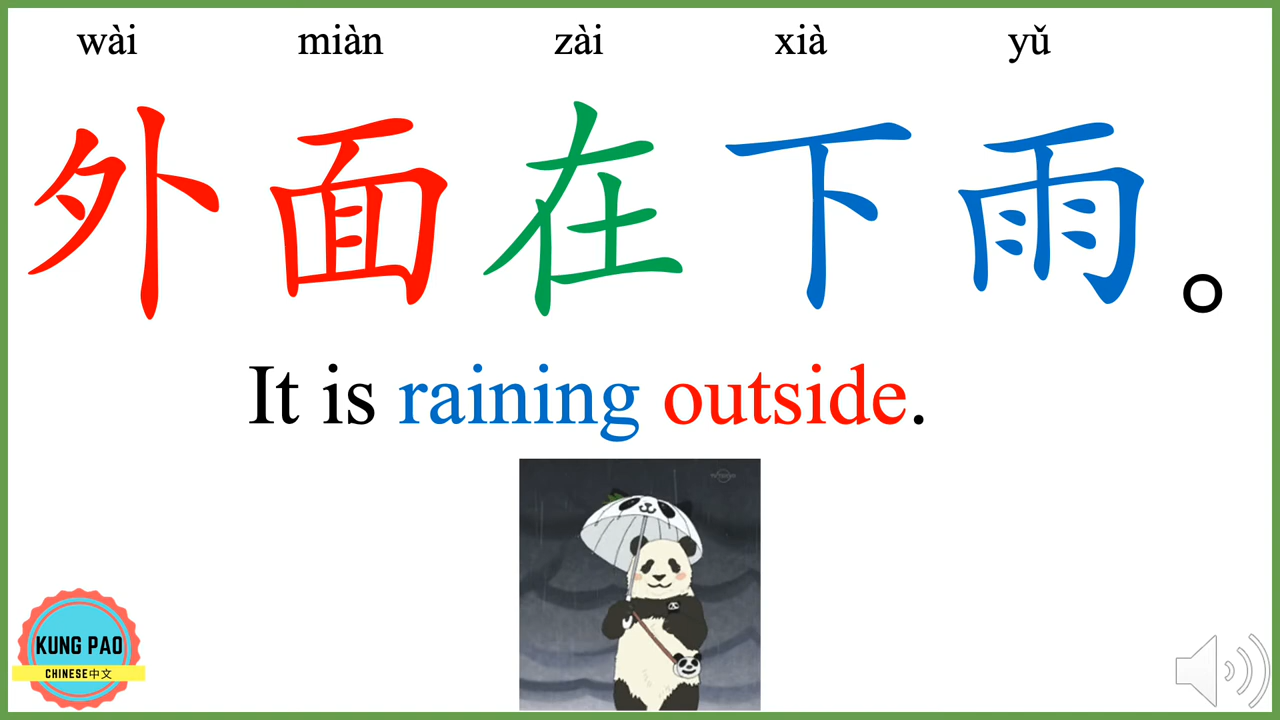 wài miàn zài xià yǔ
外面在下雨。
It is raining outside.
KUNG PAO
CHINESE中文